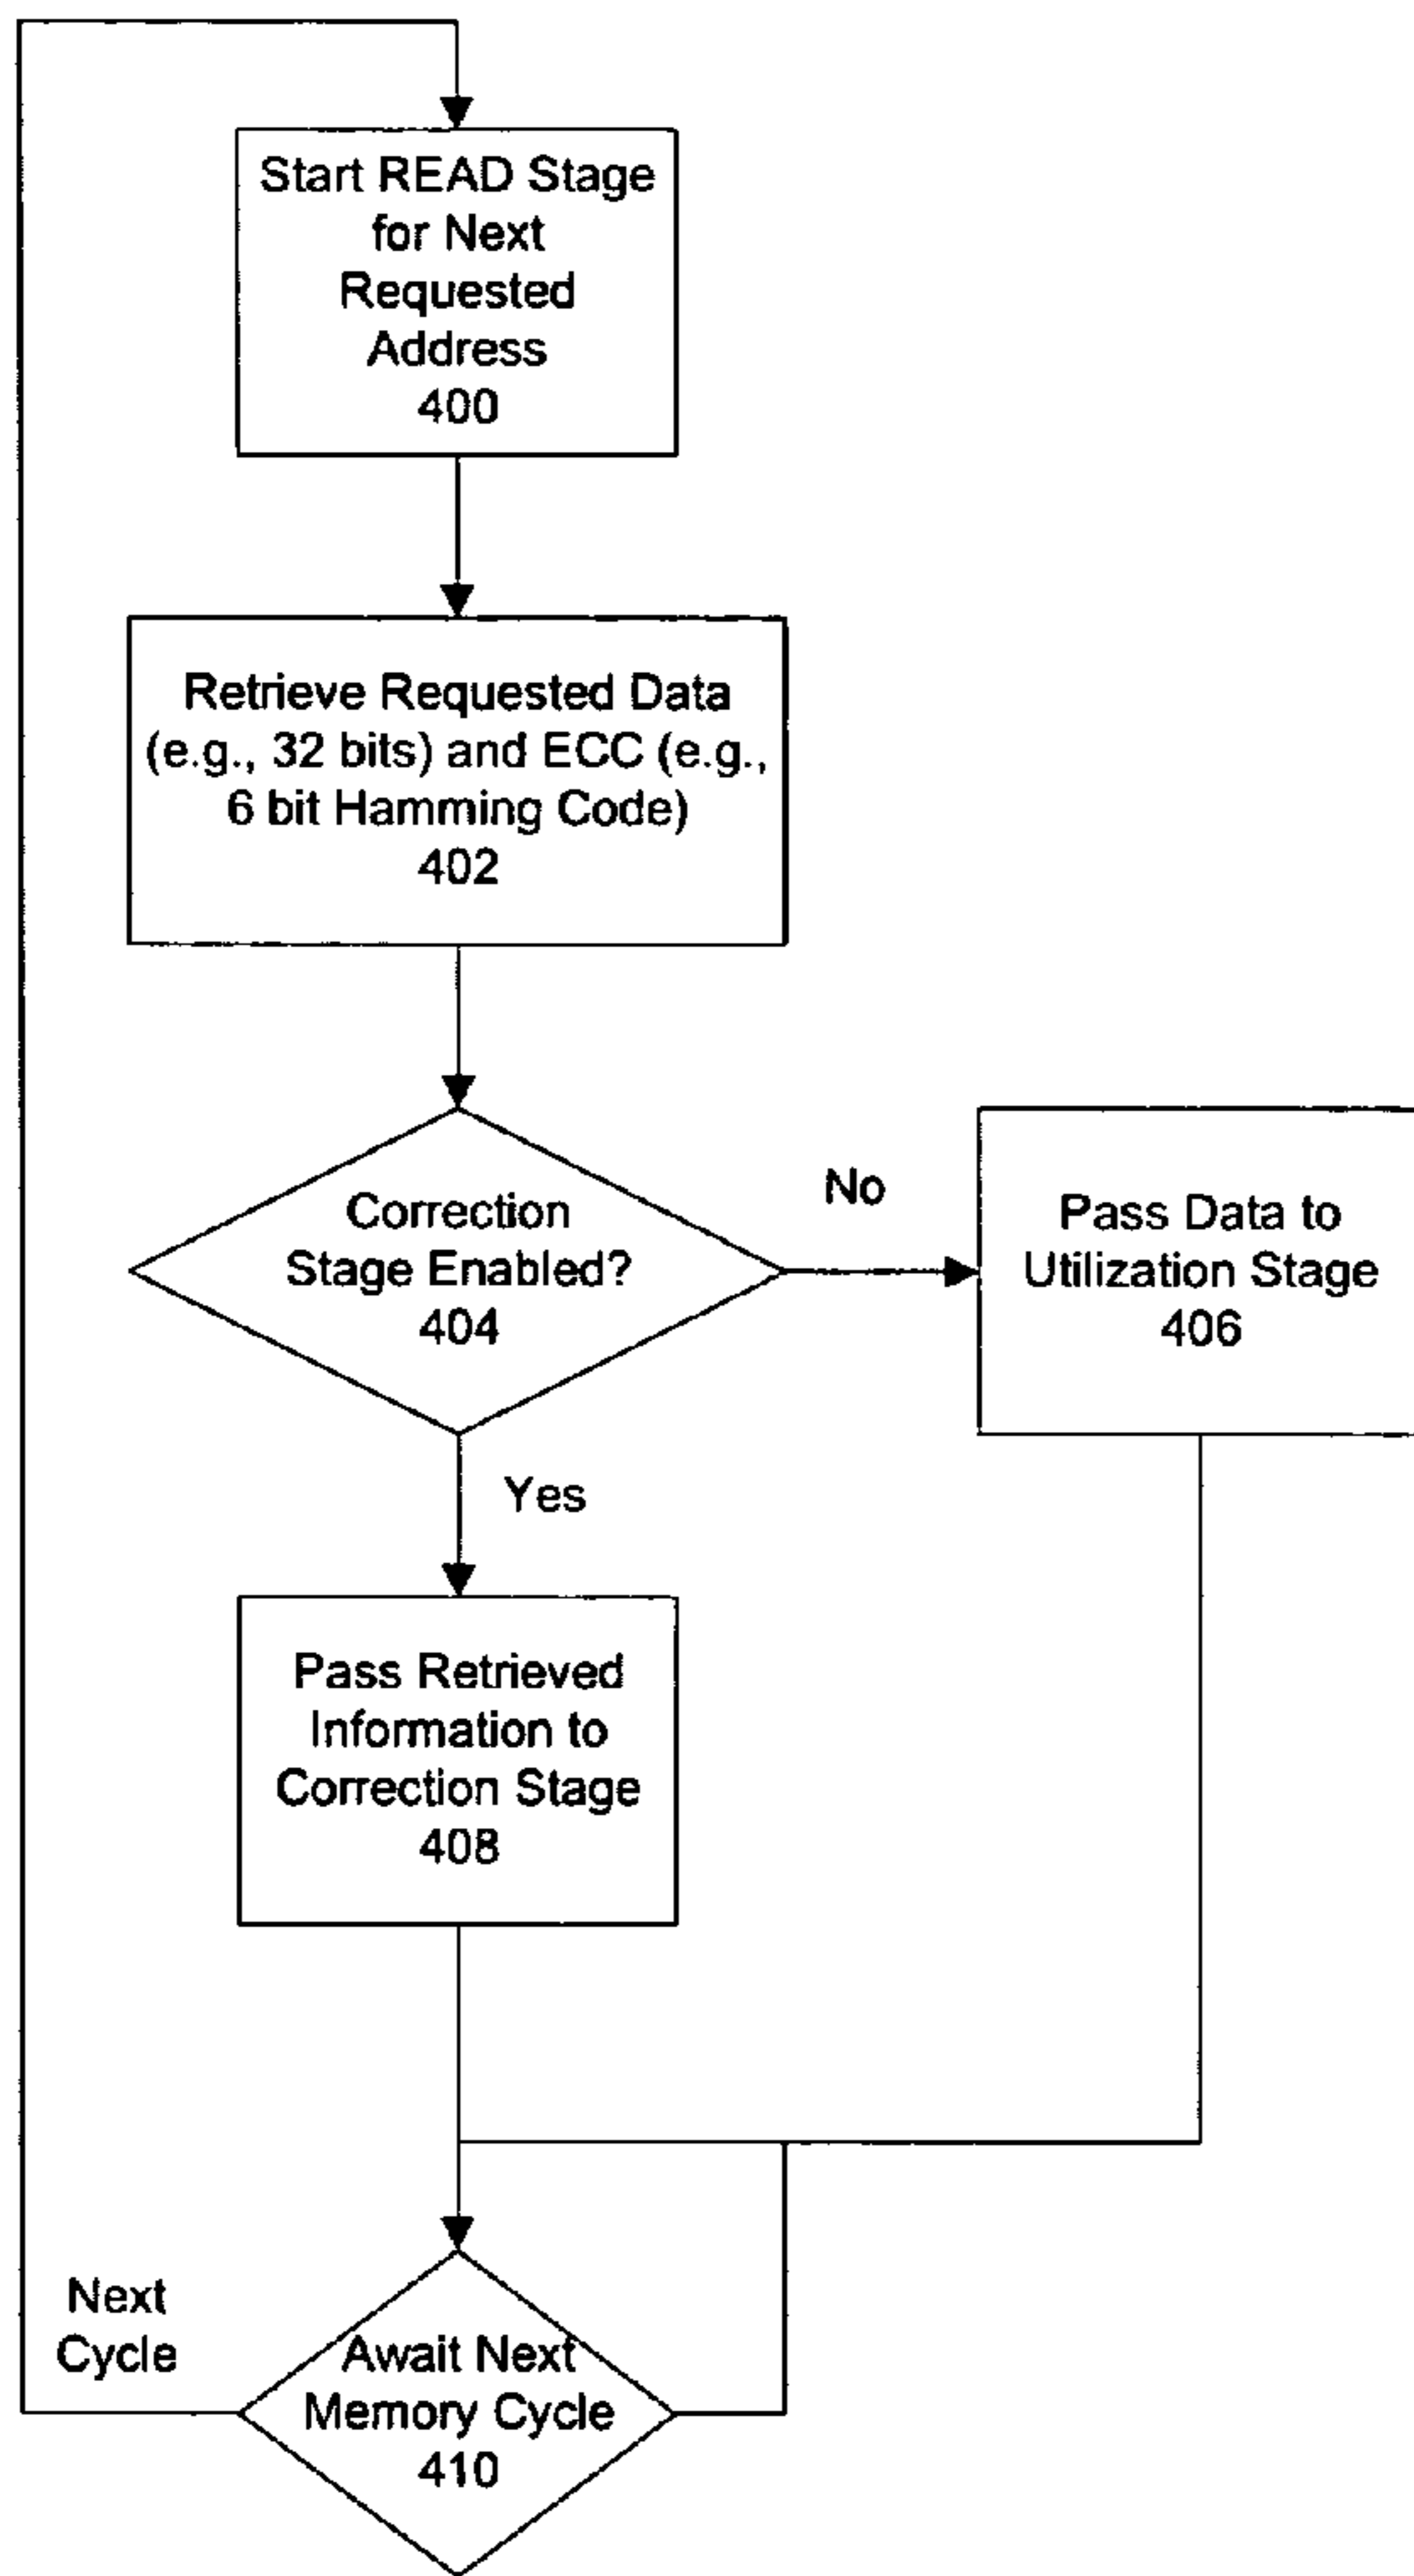 Start READ Stage
for Next
Requested
Address
400
Retrieve Requested Data
(e.g., 32 bits) and ECC (e.g.,
6 bit Hamming Code)
402
Correction
Stage Enabled?
404
No
Pass Data to
Utilization Stage
406
Yes
Pass Retrieved
Information to
Correction Stage
408
Next
Cycle
Await Next
Memory Cycle
410